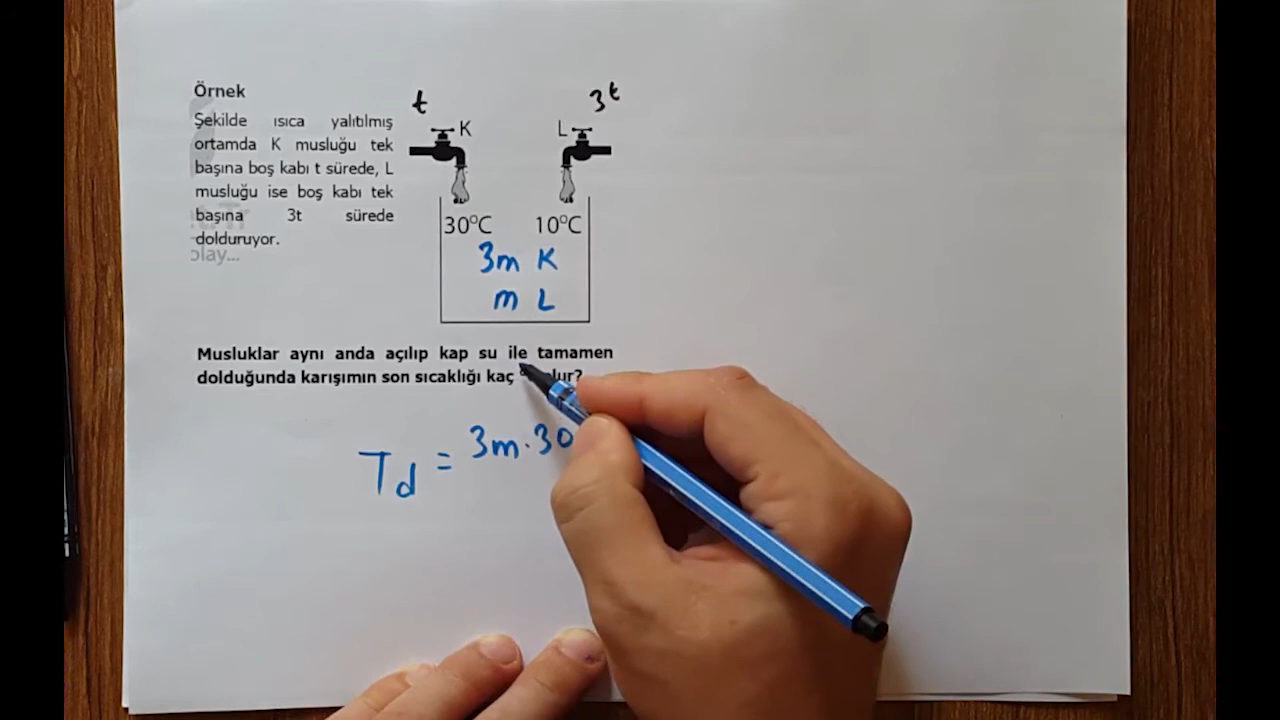 Örnek
Şekilde ısıca yalıtılmış
ortamda K musluğu tek
başına boş kabı t sürede, L
musluğu ise boş kabı tek
başına 3t sürede
dolduruyor.
olay...
t
3t
K
L
30°C 10°C
3m K
m L
Musluklar aynı anda açılıp kap su ile tamamen
dolduğunda karışımın son sıcaklığı kaç
Td = 3m.30